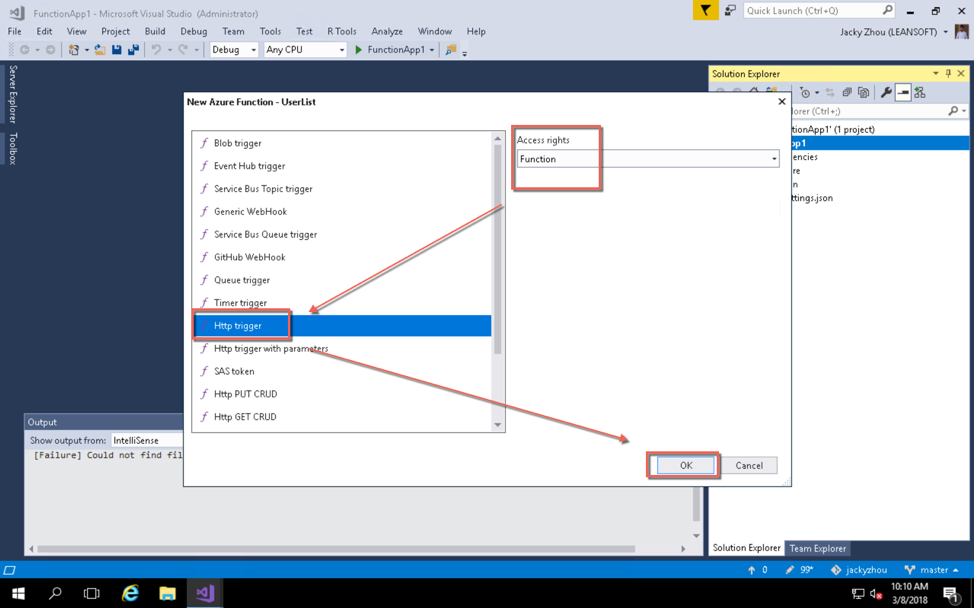 FunctionApp1 - Microsoft Visual Studio (Administrator)
Quick Launch (Ctrl+Q)
File Edit View Project Build Debug Team Tools Test R Tools Analyze Window Help
Jacky Zhou (LEANSOFT)
Debug Any CPU FunctionApp1
Server Explorer
Toolbox
Solution Explorer
New Azure Function - UserList
Blob trigger
Event Hub trigger
Service Bus Topic trigger
Generic WebHook
Service Bus Queue trigger
GitHub WebHook
Queue trigger
Timer trigger
Http trigger
Http trigger with parameters
SAS token
Http PUT CRUD
Http GET CRUD
Access rights
Function
OK Cancel
lorer (Ctrl+;)
tionApp1' (1 project)
pp1
encies
re
n
ttings.json
Output
Show output from: IntelliSense
[Failure] Could not find fil
Solution Explorer Team Explorer
0 99* jackyzhou master
10:10 AM
3/8/2018
1